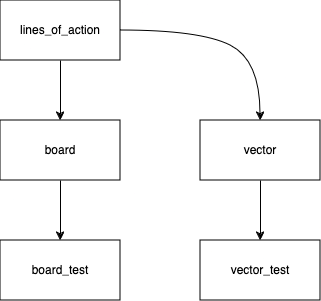 lines_of_action
board
vector
board_test
vector_test